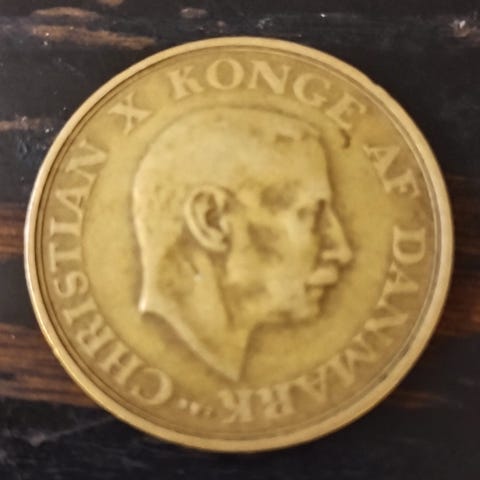 CHRISTIAN X KONGE AF DANMARK